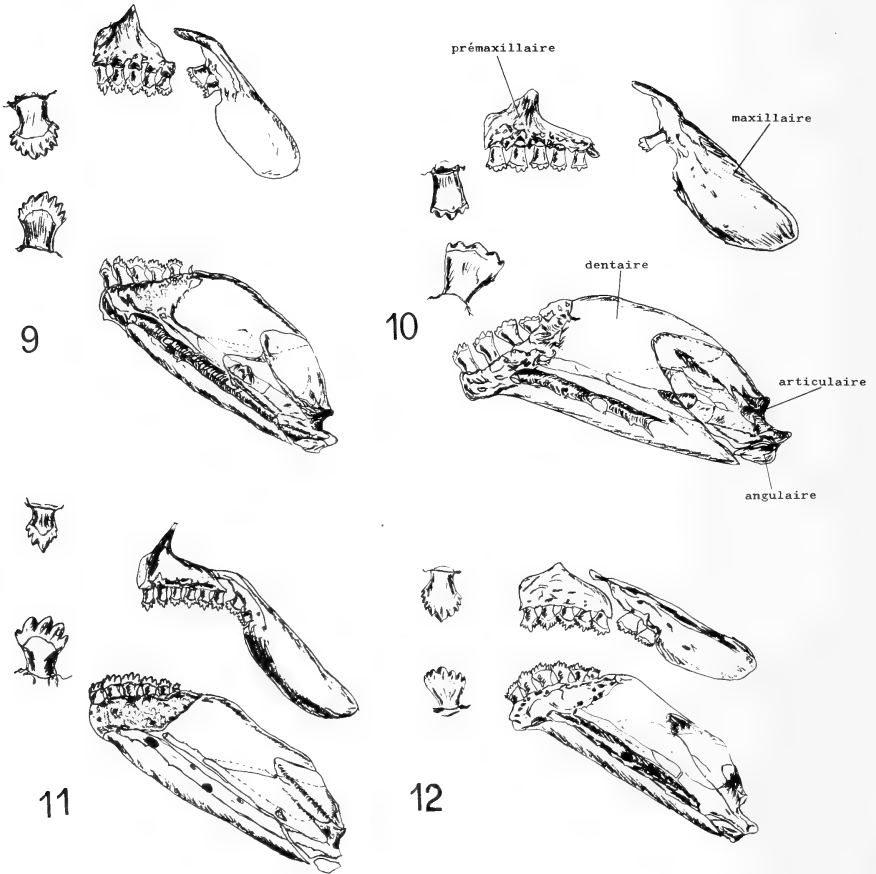 prémaxillaire
maxillaire
dentaire
9
10
articulaire
angulaire
11
12